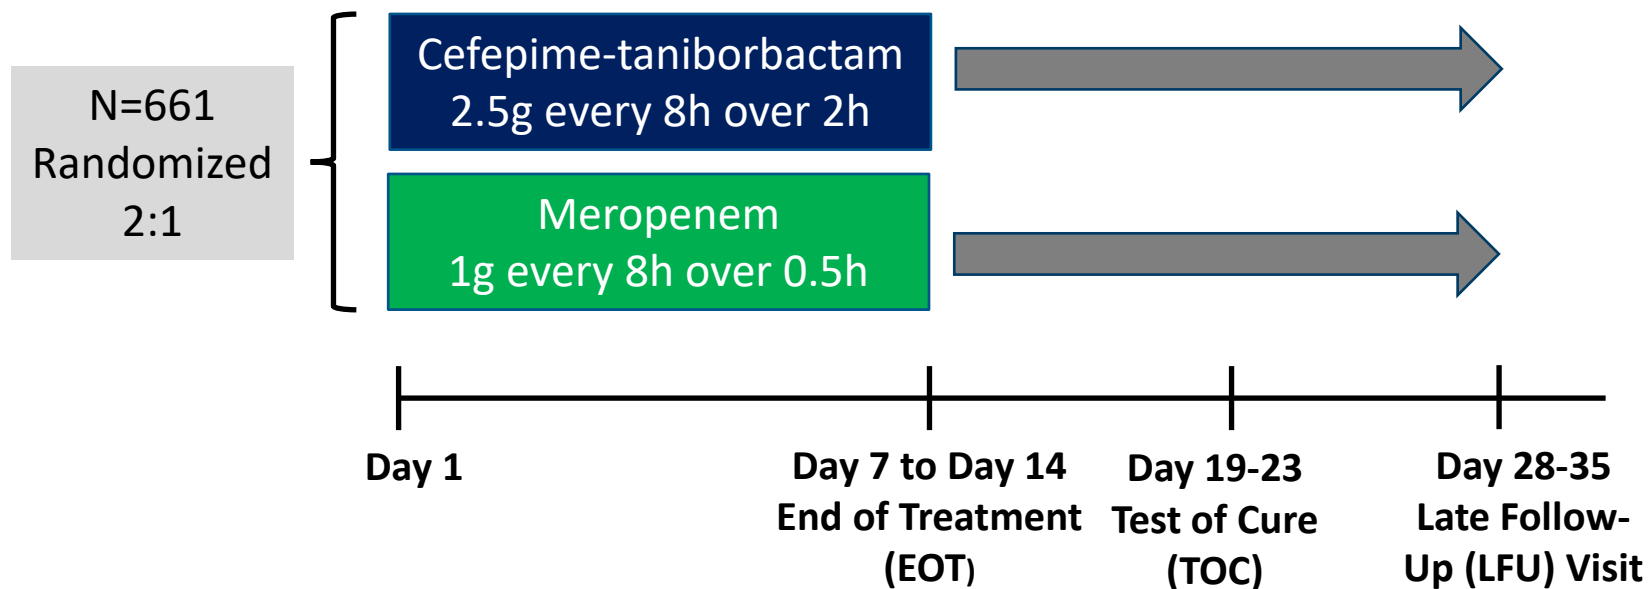 N=661
Randomized
2:1
Cefepime-taniborbactam
2.5g every 8h over 2h
Meropenem
1g every 8h over 0.5h
Day 1
Day 7 to Day 14
End of Treatment
(EOT)
Day 19-23
Test of Cure
(TOC)
Day 28-35
Late Follow-
Up (LFU) Visit